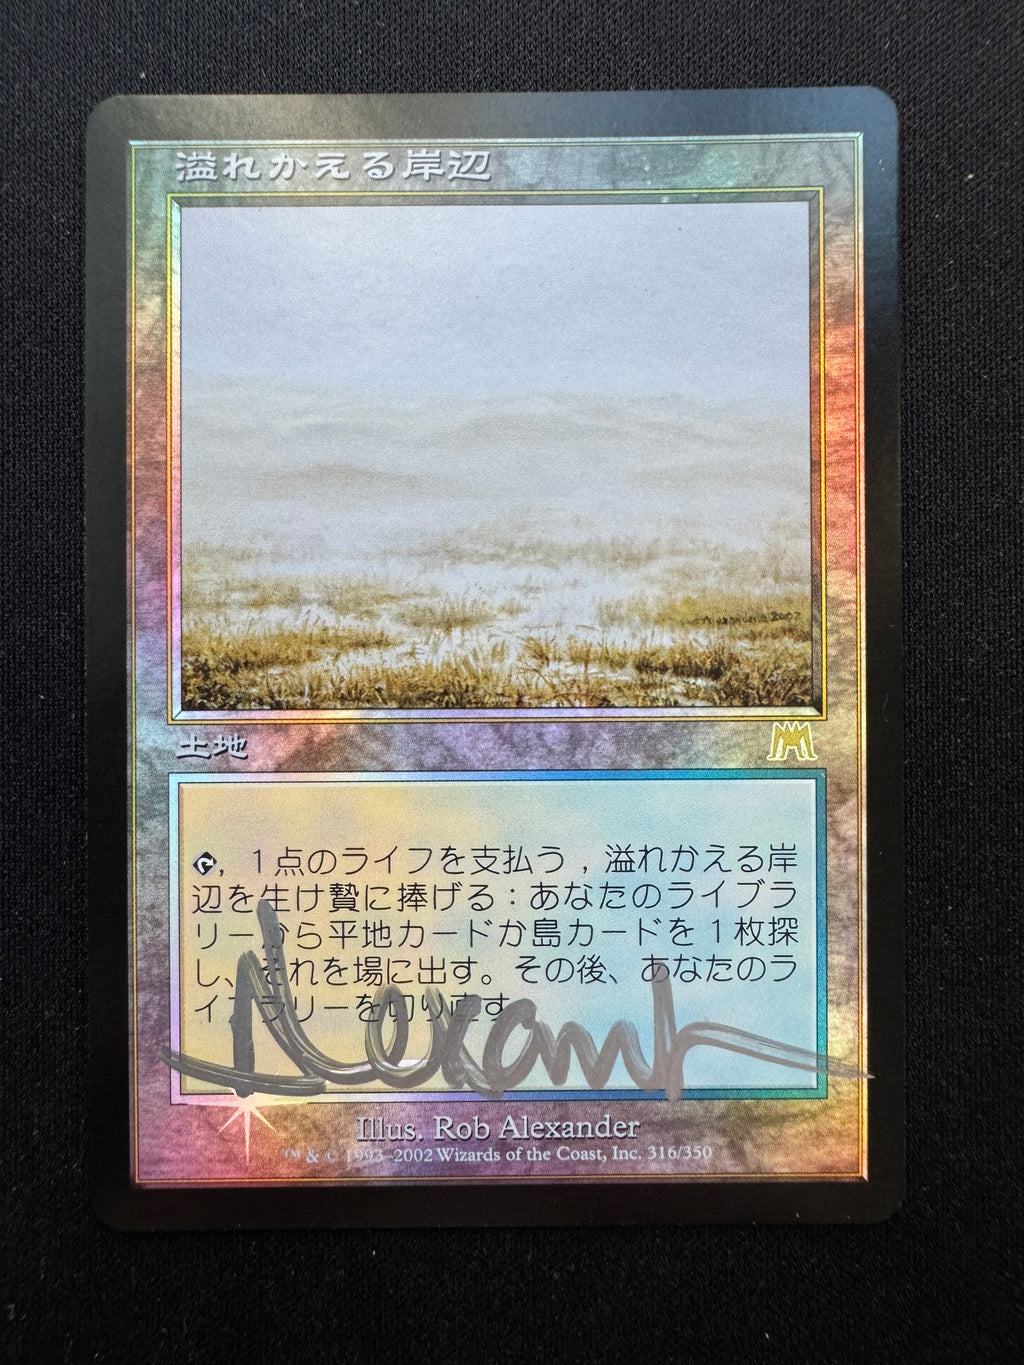 溢れかえる岸辺
Alexander 2002
土地
, 1点のライフを支払う , 溢れかえる岸
辺を生け贄に捧げる：あなたのライブラ
リーから平地カードか島カードを1枚探
し、それを場に出す。その後、あなたのラ
イブラリーを切り直す。
Alexander
Illus. Rob Alexander
™ & © 1993-2002 Wizards of the Coast, Inc. 316/350